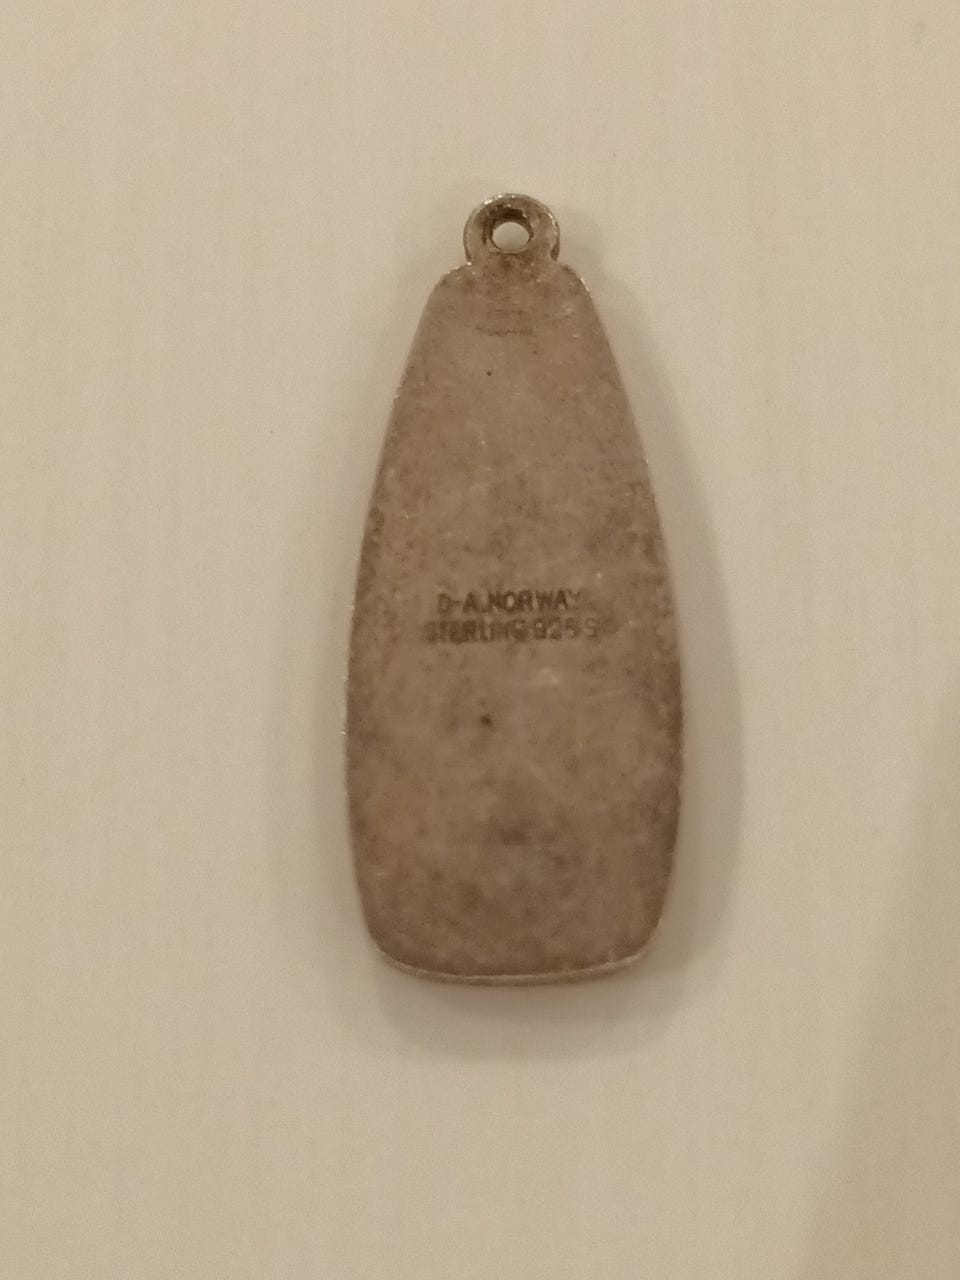 D-A.NORWAY.
STERLING 925 S